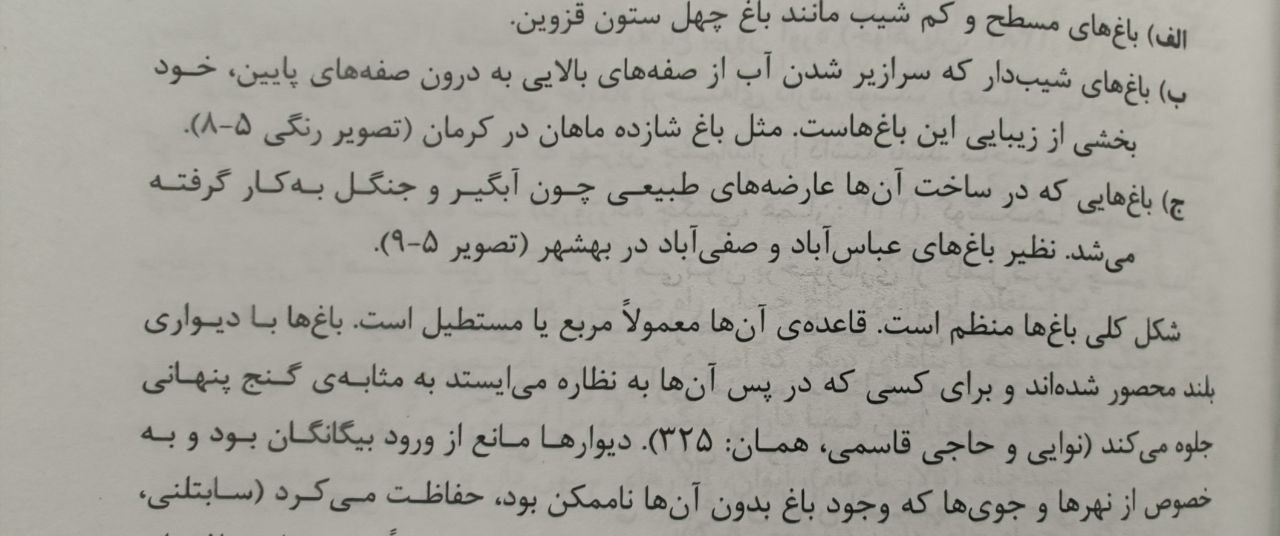 الف) باغ‌های مسطح و کم شیب مانند باغ چهل ستون قزوین.
ب) باغ‌های شیب‌دار که سرازیر شدن آب از صفه‌های بالایی به درون صفه‌های پایین، خود
بخشی از زیبایی این باغ‌هاست. مثل باغ شازده ماهان در کرمان (تصویر رنگی ۵-۸).
ج) باغ‌هایی که در ساخت آن‌ها عارضه‌های طبیعی چون آبگیر و جنگل به‌کار گرفته
می‌شد. نظیر باغ‌های عباس‌آباد و صفی‌آباد در بهشهر (تصویر ۵-۹).
شکل کلی باغ‌ها منظم است. قاعده‌ی آن‌ها معمولاً مربع یا مستطیل است. باغ‌ها با دیواری
بلند محصور شده‌اند و برای کسی که در پس آن‌ها به نظاره می‌ایستد به مثابه‌ی گنج پنهانی
جلوه می‌کند (نوایی و حاجی قاسمی، همان: ۳۲۵). دیوارها مانع از ورود بیگانگان بود و به
خصوص از نهرها و جوی‌ها که وجود باغ بدون آن‌ها ناممکن بود، حفاظت می‌کرد (سابتلنی،